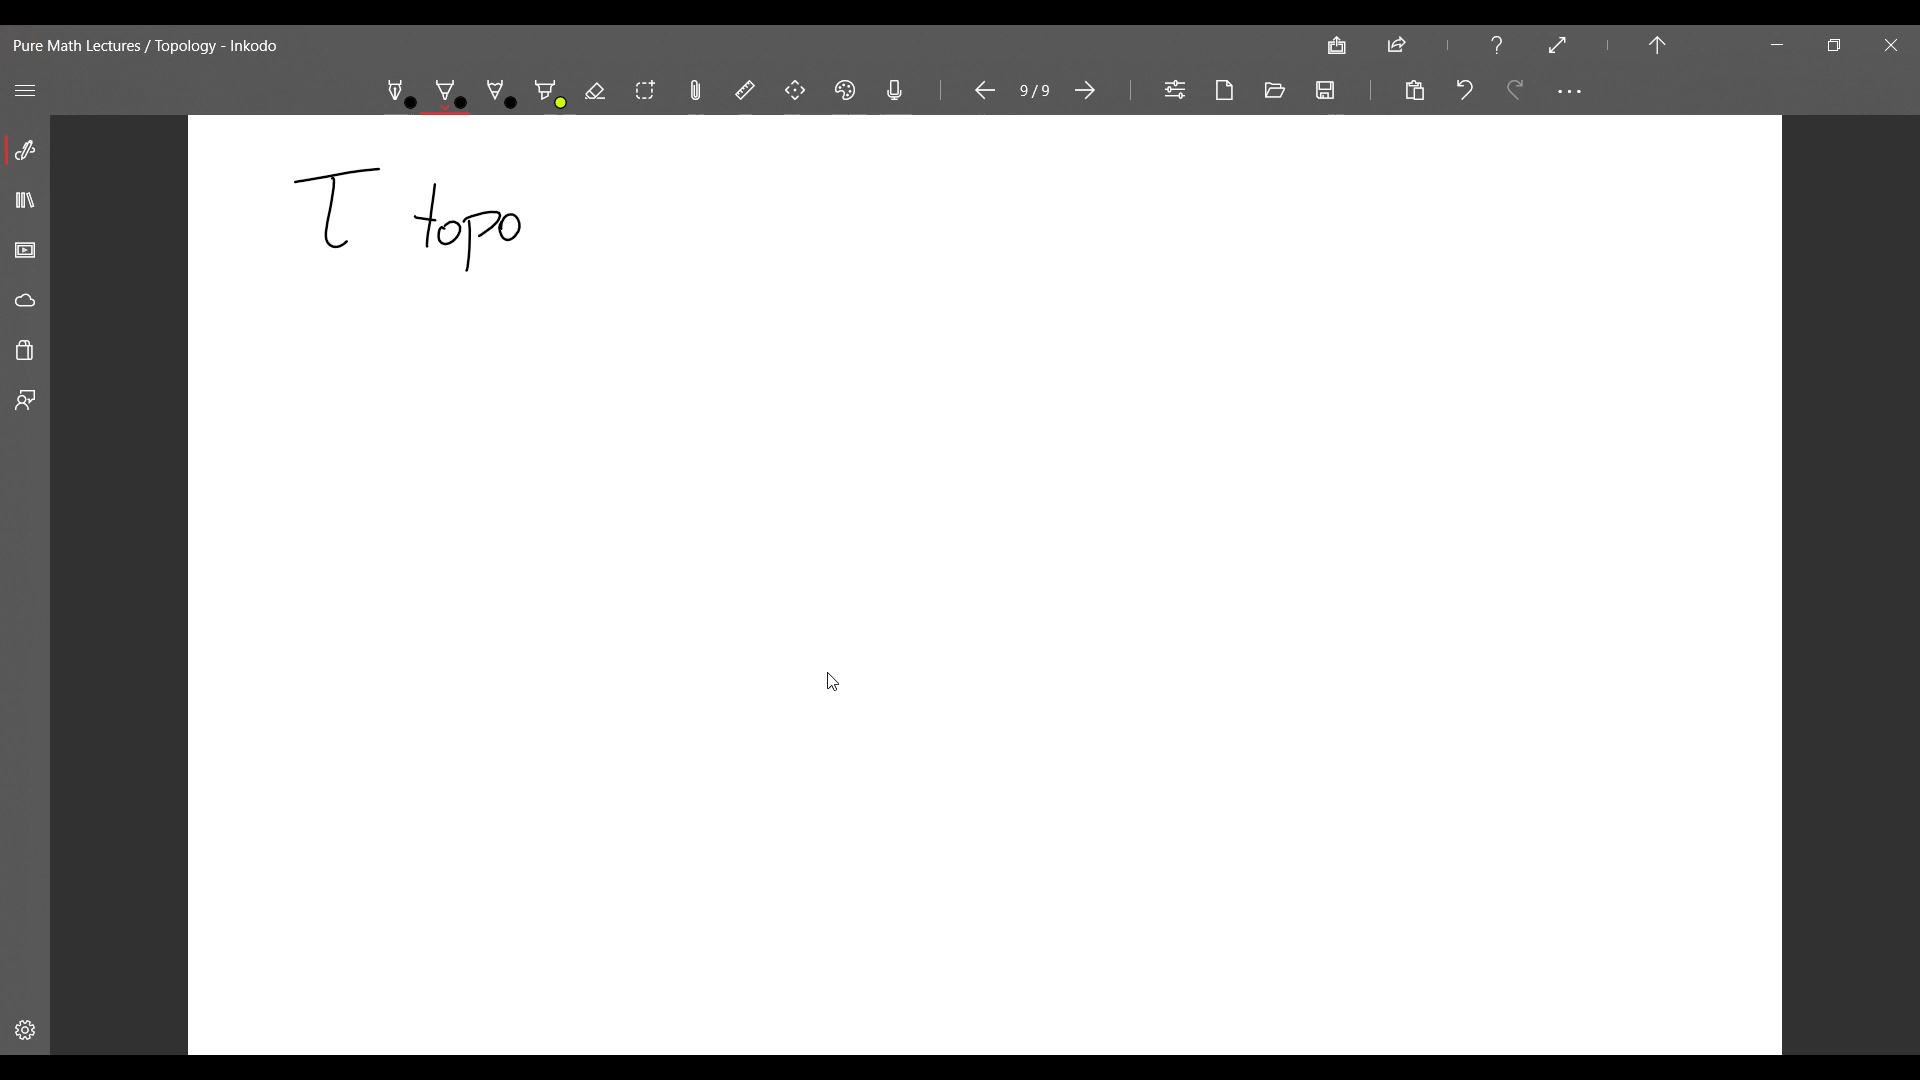 Pure Math Lectures / Topology - Inkodo
9 / 9
τ topo